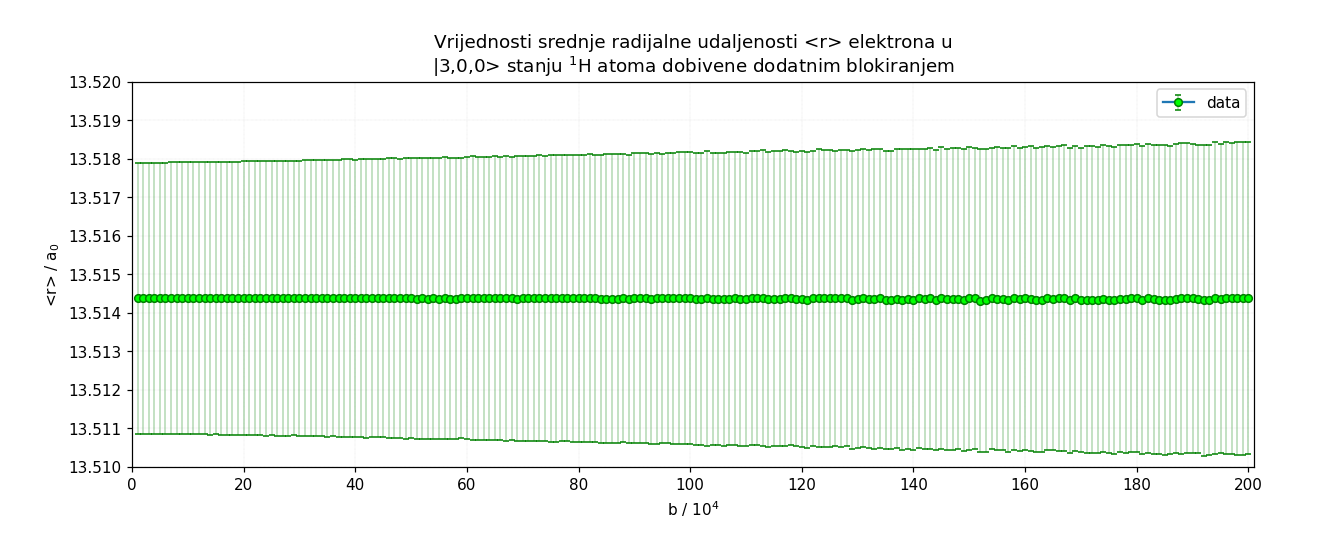 Vrijednosti srednje radijalne udaljenosti <r> elektrona u
|3,0,0> stanju ¹H atoma dobivene dodatnim blokiranjem
data
<r> / a₀
13.520
13.519
13.518
13.517
13.516
13.515
13.514
13.513
13.512
13.511
13.510
0 20 40 60 80 100 120 140 160 180 200
b / 10⁴